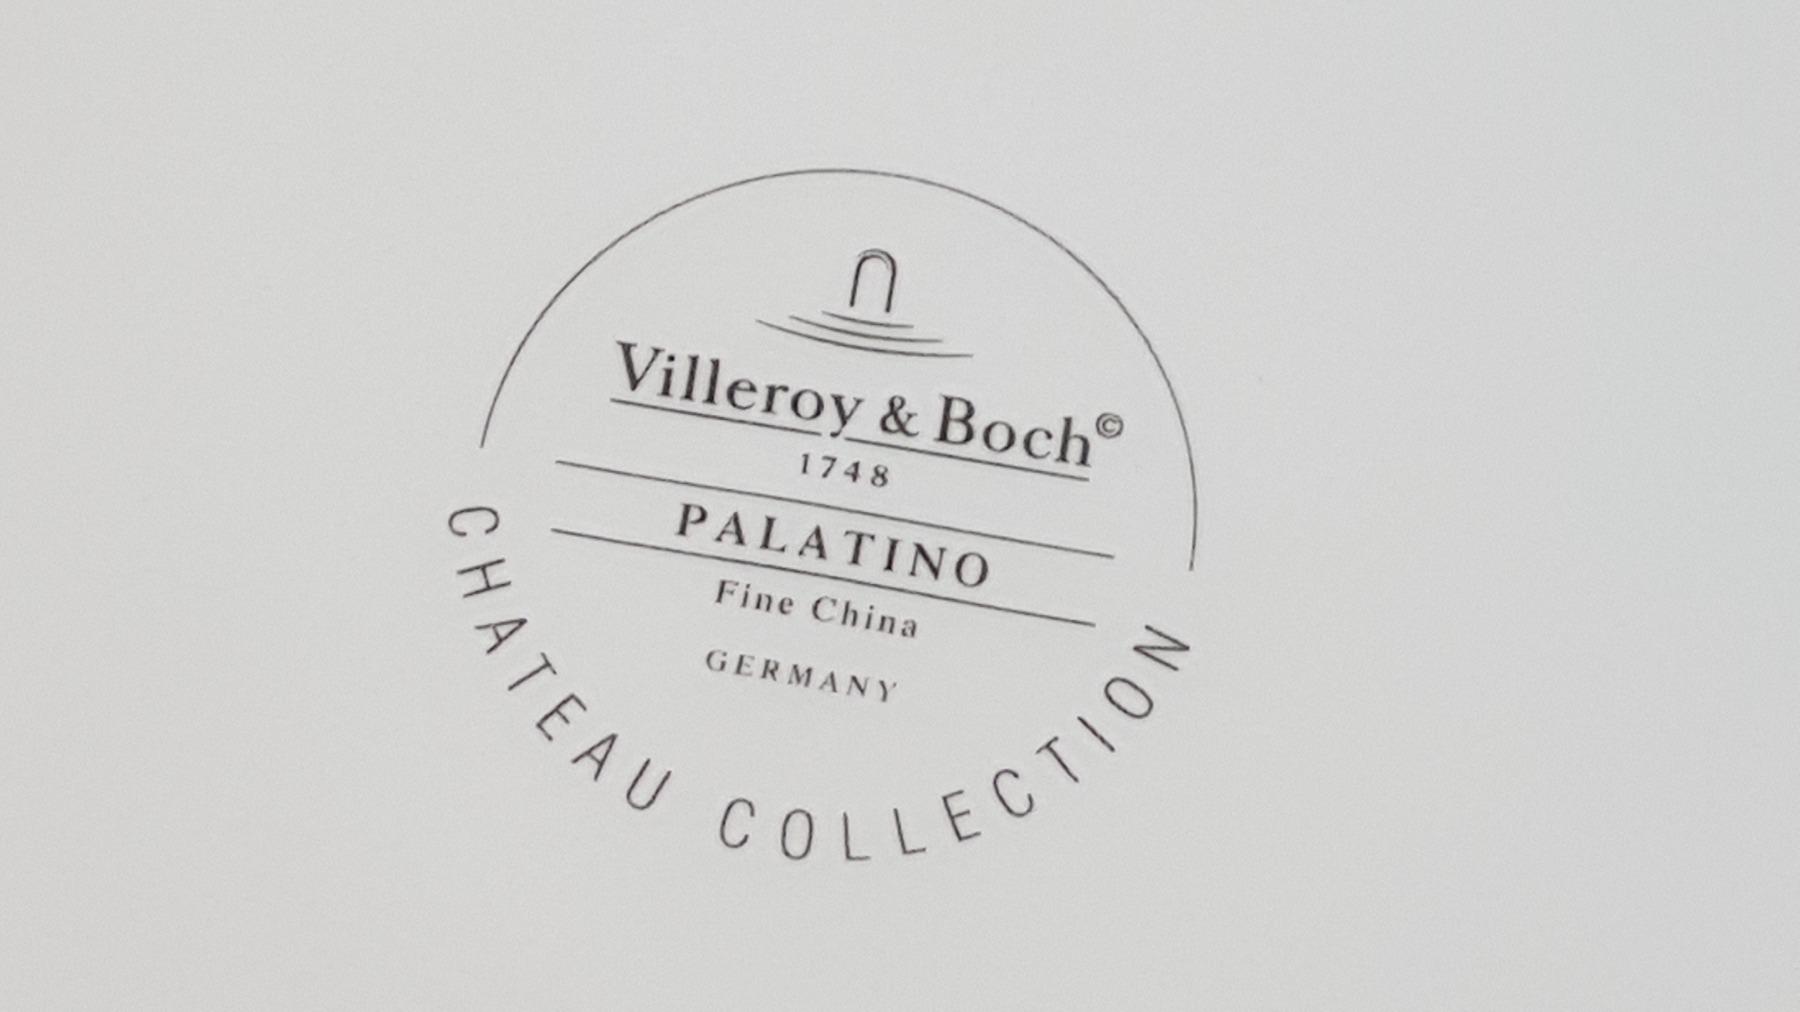 Villeroy & Boch©
1748
PALATINO
Fine China
GERMANY
CHATEAU COLLECTION